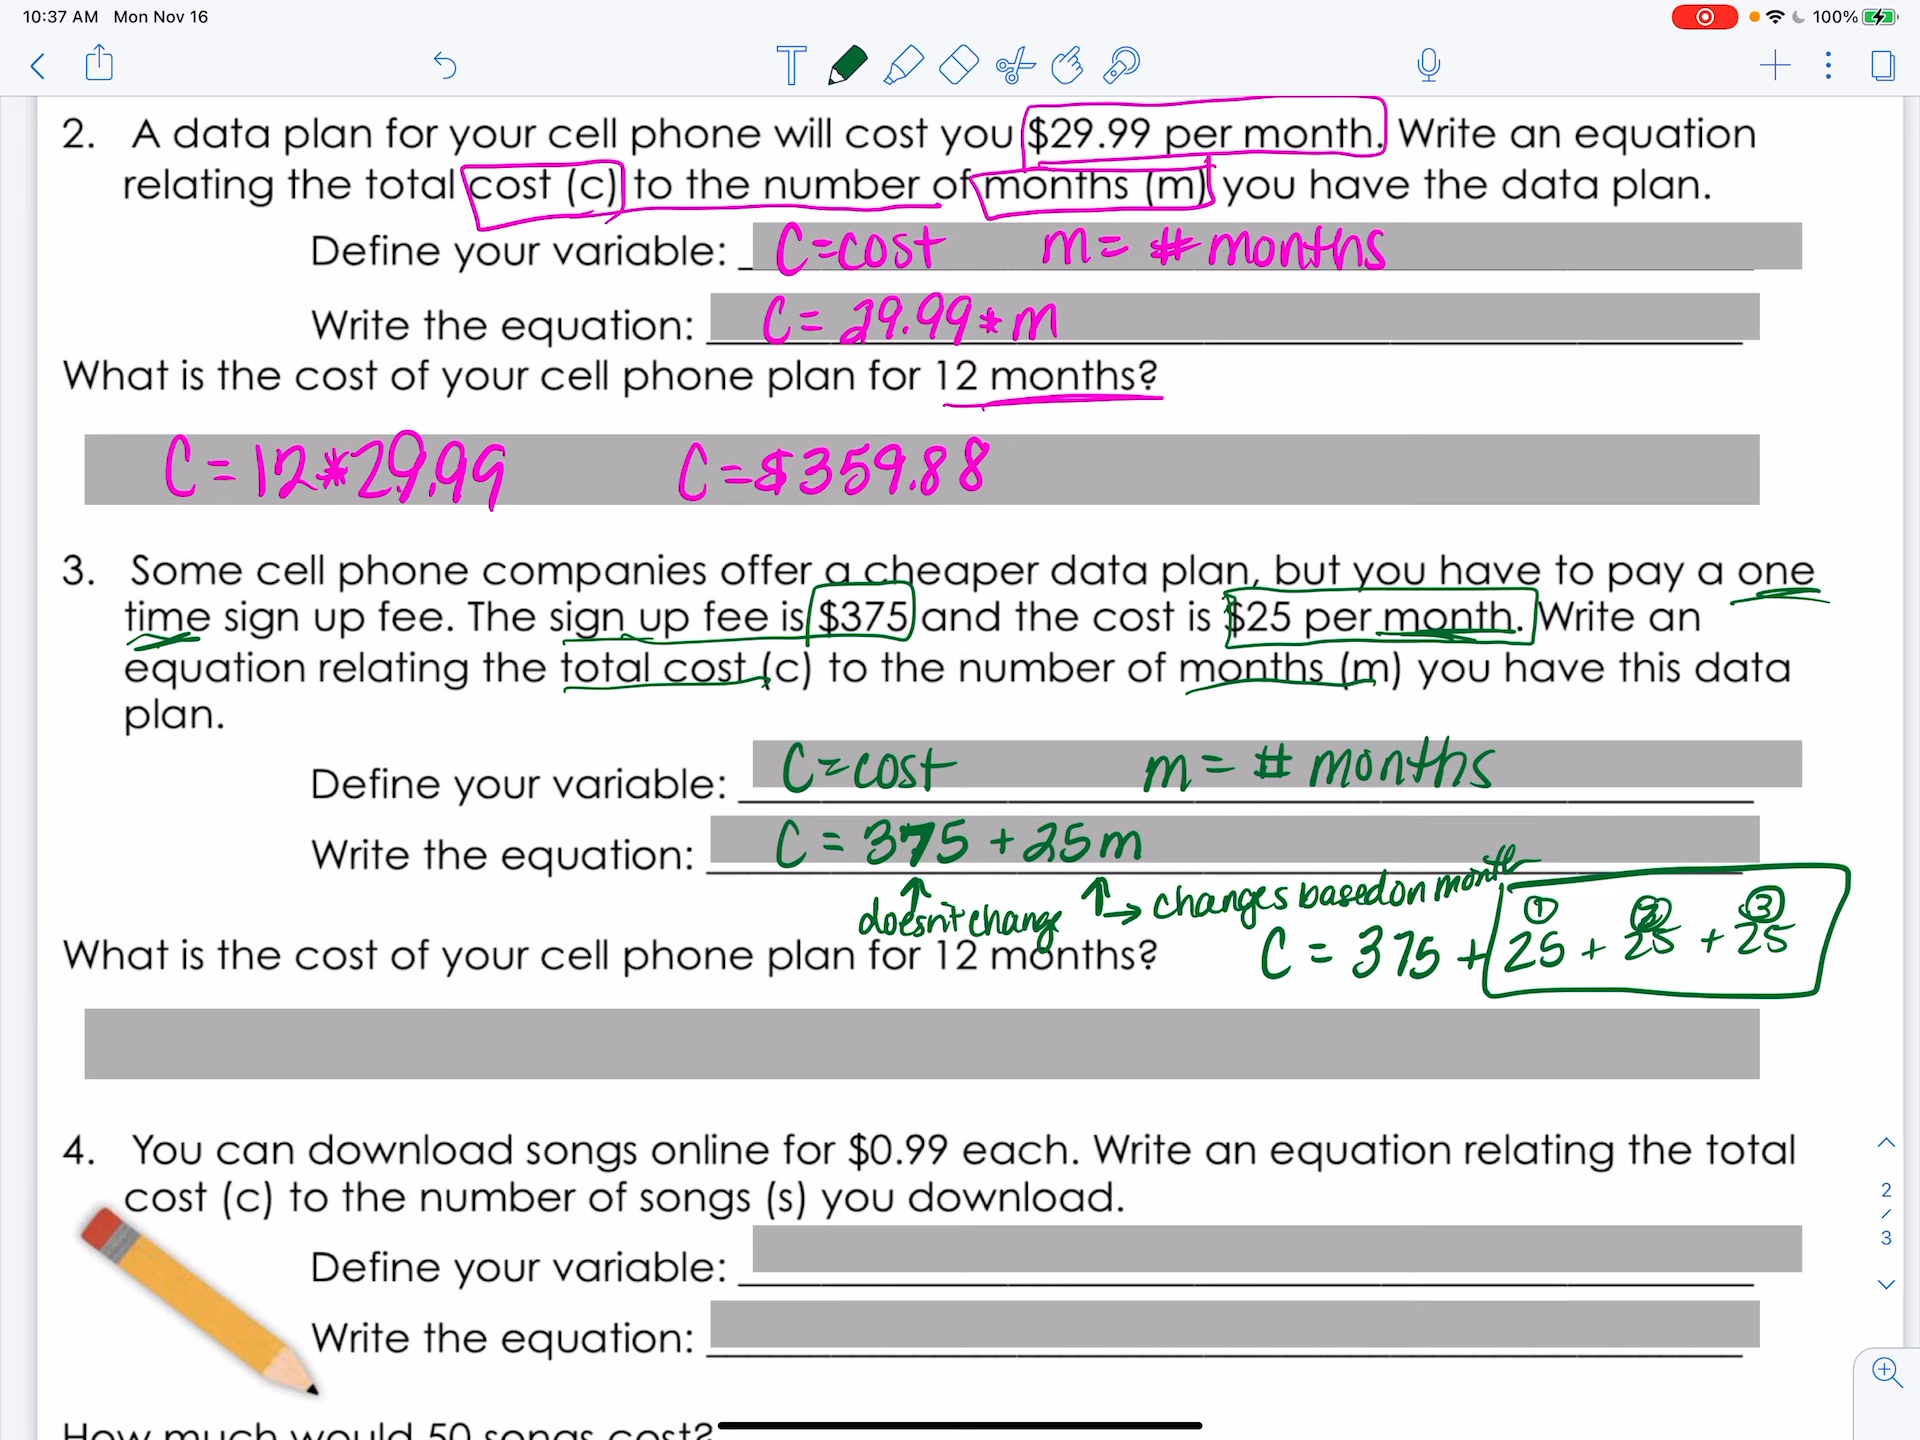 10:37 AM Mon Nov 16
100%
2. A data plan for your cell phone will cost you $29.99 per month. Write an equation
relating the total cost (c) to the number of months (m) you have the data plan.
Define your variable: C=cost m= # months
Write the equation: C= 29.99*m
What is the cost of your cell phone plan for 12 months?
C= 12*29.99 C=$359.88
3. Some cell phone companies offer a cheaper data plan, but you have to pay a one
time sign up fee. The sign up fee is $375 and the cost is $25 per month. Write an
equation relating the total cost (c) to the number of months (m) you have this data
plan.
Define your variable: C=cost m= # months
Write the equation: C = 375 + 25m
doesn't change → changes based on month
1 2 3
What is the cost of your cell phone plan for 12 months? C = 375 + 25 + 25 + 25
4. You can download songs online for $0.99 each. Write an equation relating the total
cost (c) to the number of songs (s) you download.
2
/
3
Define your variable:
Write the equation:
How much would 50 songs cost?